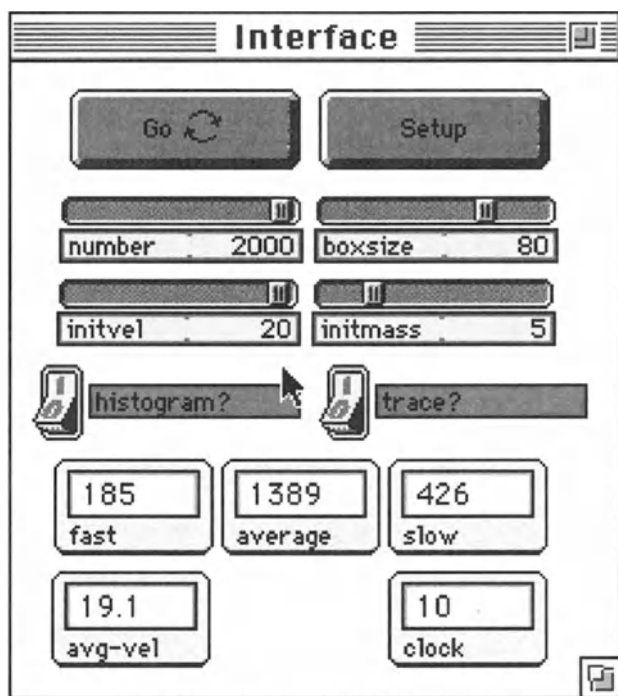 Interface
Go Setup
number 2000 boxsize 80
initvel 20 initmass 5
histogram? trace?
185 1389 426
fast average slow
19.1 10
avg-vel clock